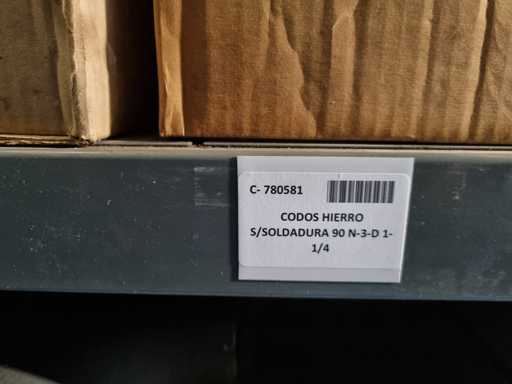 C- 780581
CODOS HIERRO
S/SOLDADURA 90 N-3-D 1-
1/4